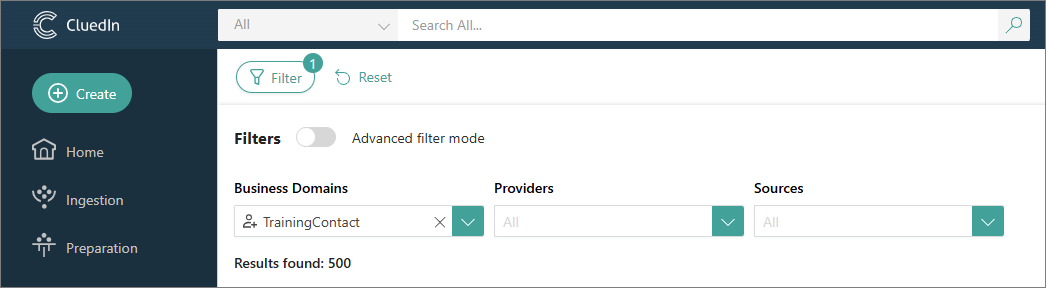 CluedIn
All
Search All...
Create
Home
Ingestion
Preparation
Filter
1
Reset
Filters
Advanced filter mode
Business Domains
Providers
Sources
TrainingContact
All
All
Results found: 500